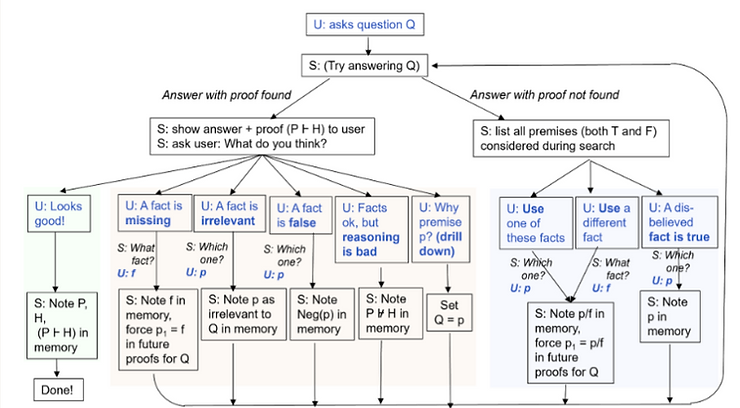 U: asks question Q
S: (Try answering Q)
Answer with proof found
Answer with proof not found
S: show answer + proof (P ⊢ H) to user
S: ask user: What do you think?
S: list all premises (both T and F)
considered during search
U: Looks
good!
U: A fact is
missing
U: A fact is
irrelevant
U: A fact
is false
U: Facts
ok, but
reasoning
is bad
U: Why
premise
p? (drill
down)
U: Use
one of
these facts
U: Use a
different
fact
U: A dis-
believed
fact is true
S: What
fact?
U: f
S: Which
one?
U: p
S: Which
one?
U: p
S: Which
one?
U: p
S: What
fact?
U: f
S: Which
one?
U: p
S: Note P,
H,
(P ⊢ H) in
memory
S: Note f in
memory,
force p₁ = f
in future
proofs for Q
S: Note p as
irrelevant to
Q in memory
S: Note
Neg(p) in
memory
S: Note
P ⊬ H in
memory
Set
Q = p
S: Note p/f in
memory,
force p₁ = p/f
in future
proofs for Q
S: Note
p in
memory
Done!